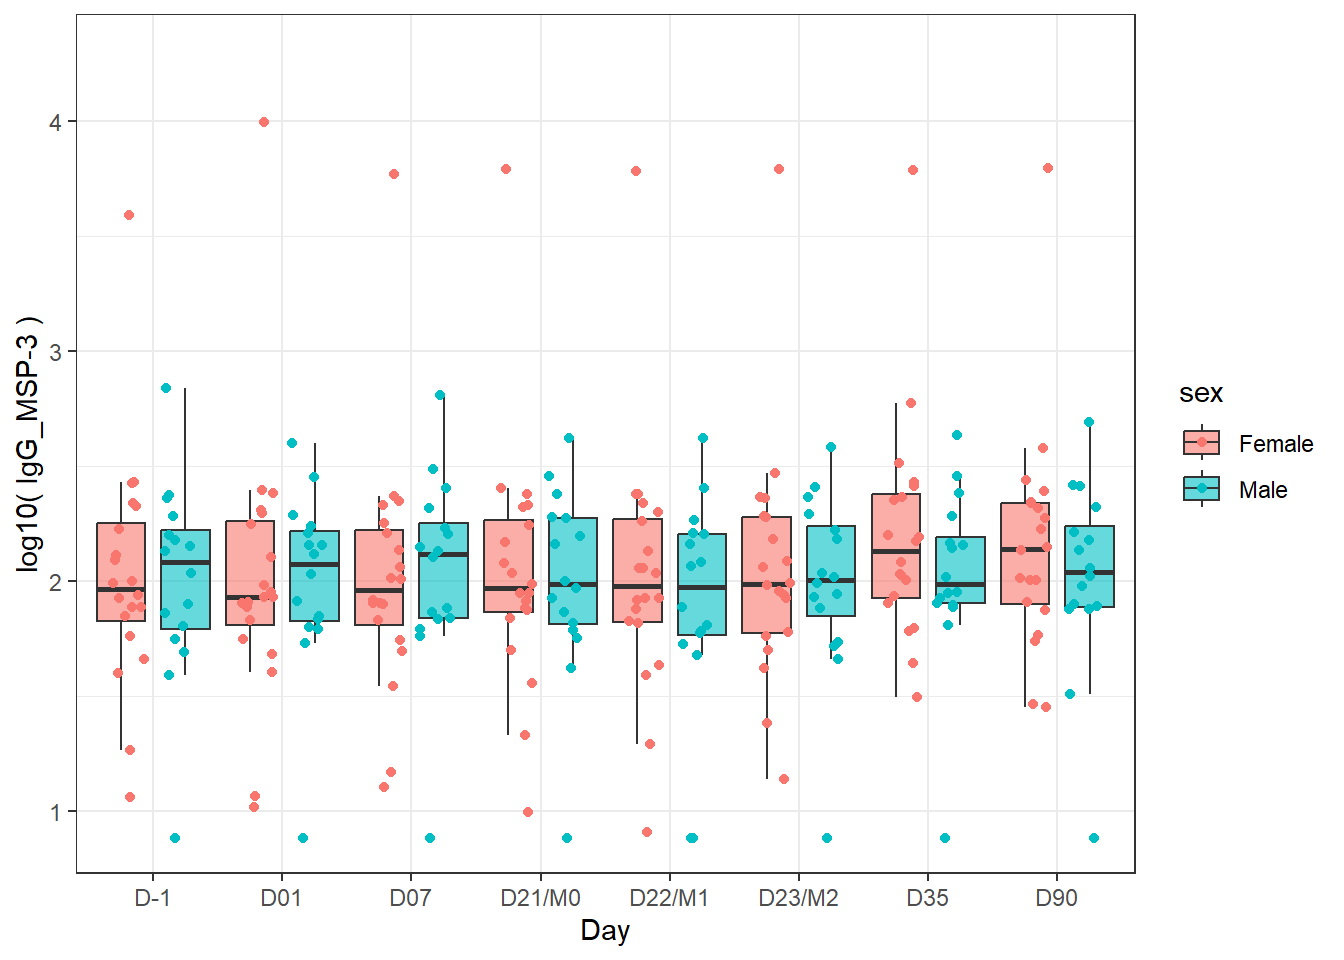 4
3
2
1
log10( IgG_MSP-3 )
D-1
D01
D07
D21/M0
D22/M1
D23/M2
D35
D90
Day
sex
Female
Male